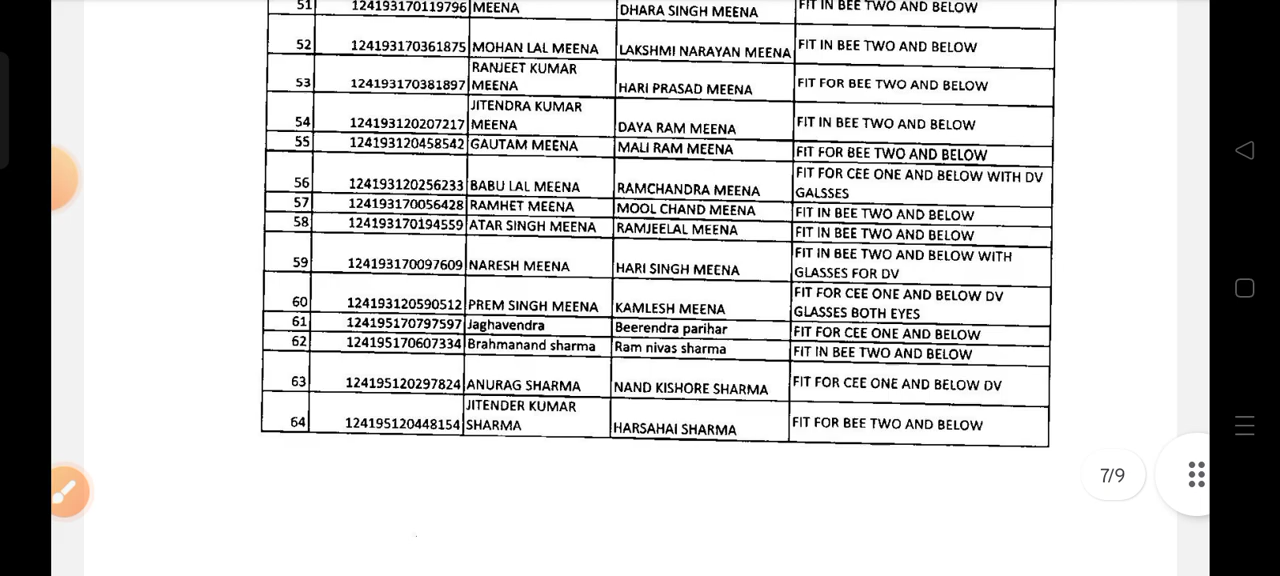 51 124193170119796 MEENA DHARA SINGH MEENA FIT IN BEE TWO AND BELOW
52 124193170361875 MOHAN LAL MEENA LAKSHMI NARAYAN MEENA FIT IN BEE TWO AND BELOW
RANJEET KUMAR
53 124193170381897 MEENA HARI PRASAD MEENA FIT FOR BEE TWO AND BELOW
JITENDRA KUMAR
54 124193120207217 MEENA DAYA RAM MEENA FIT IN BEE TWO AND BELOW
55 124193120458542 GAUTAM MEENA MALI RAM MEENA FIT FOR BEE TWO AND BELOW
FIT FOR CEE ONE AND BELOW WITH DV
56 124193120256233 BABU LAL MEENA RAMCHANDRA MEENA GALSSES
57 124193170056428 RAMHET MEENA MOOL CHAND MEENA FIT IN BEE TWO AND BELOW
58 124193170194559 ATAR SINGH MEENA RAMJEELAL MEENA FIT IN BEE TWO AND BELOW
FIT IN BEE TWO AND BELOW WITH
59 124193170097609 NARESH MEENA HARI SINGH MEENA GLASSES FOR DV
FIT FOR CEE ONE AND BELOW DV
60 124193120590512 PREM SINGH MEENA KAMLESH MEENA GLASSES BOTH EYES
61 124195170797597 Jaghavendra Beerendra parihar FIT FOR CEE ONE AND BELOW
62 124195170607334 Brahmanand sharma Ram nivas sharma FIT IN BEE TWO AND BELOW
63 124195120297824 ANURAG SHARMA NAND KISHORE SHARMA FIT FOR CEE ONE AND BELOW DV
JITENDER KUMAR
64 124195120448154 SHARMA HARSAHAI SHARMA FIT FOR BEE TWO AND BELOW
7/9